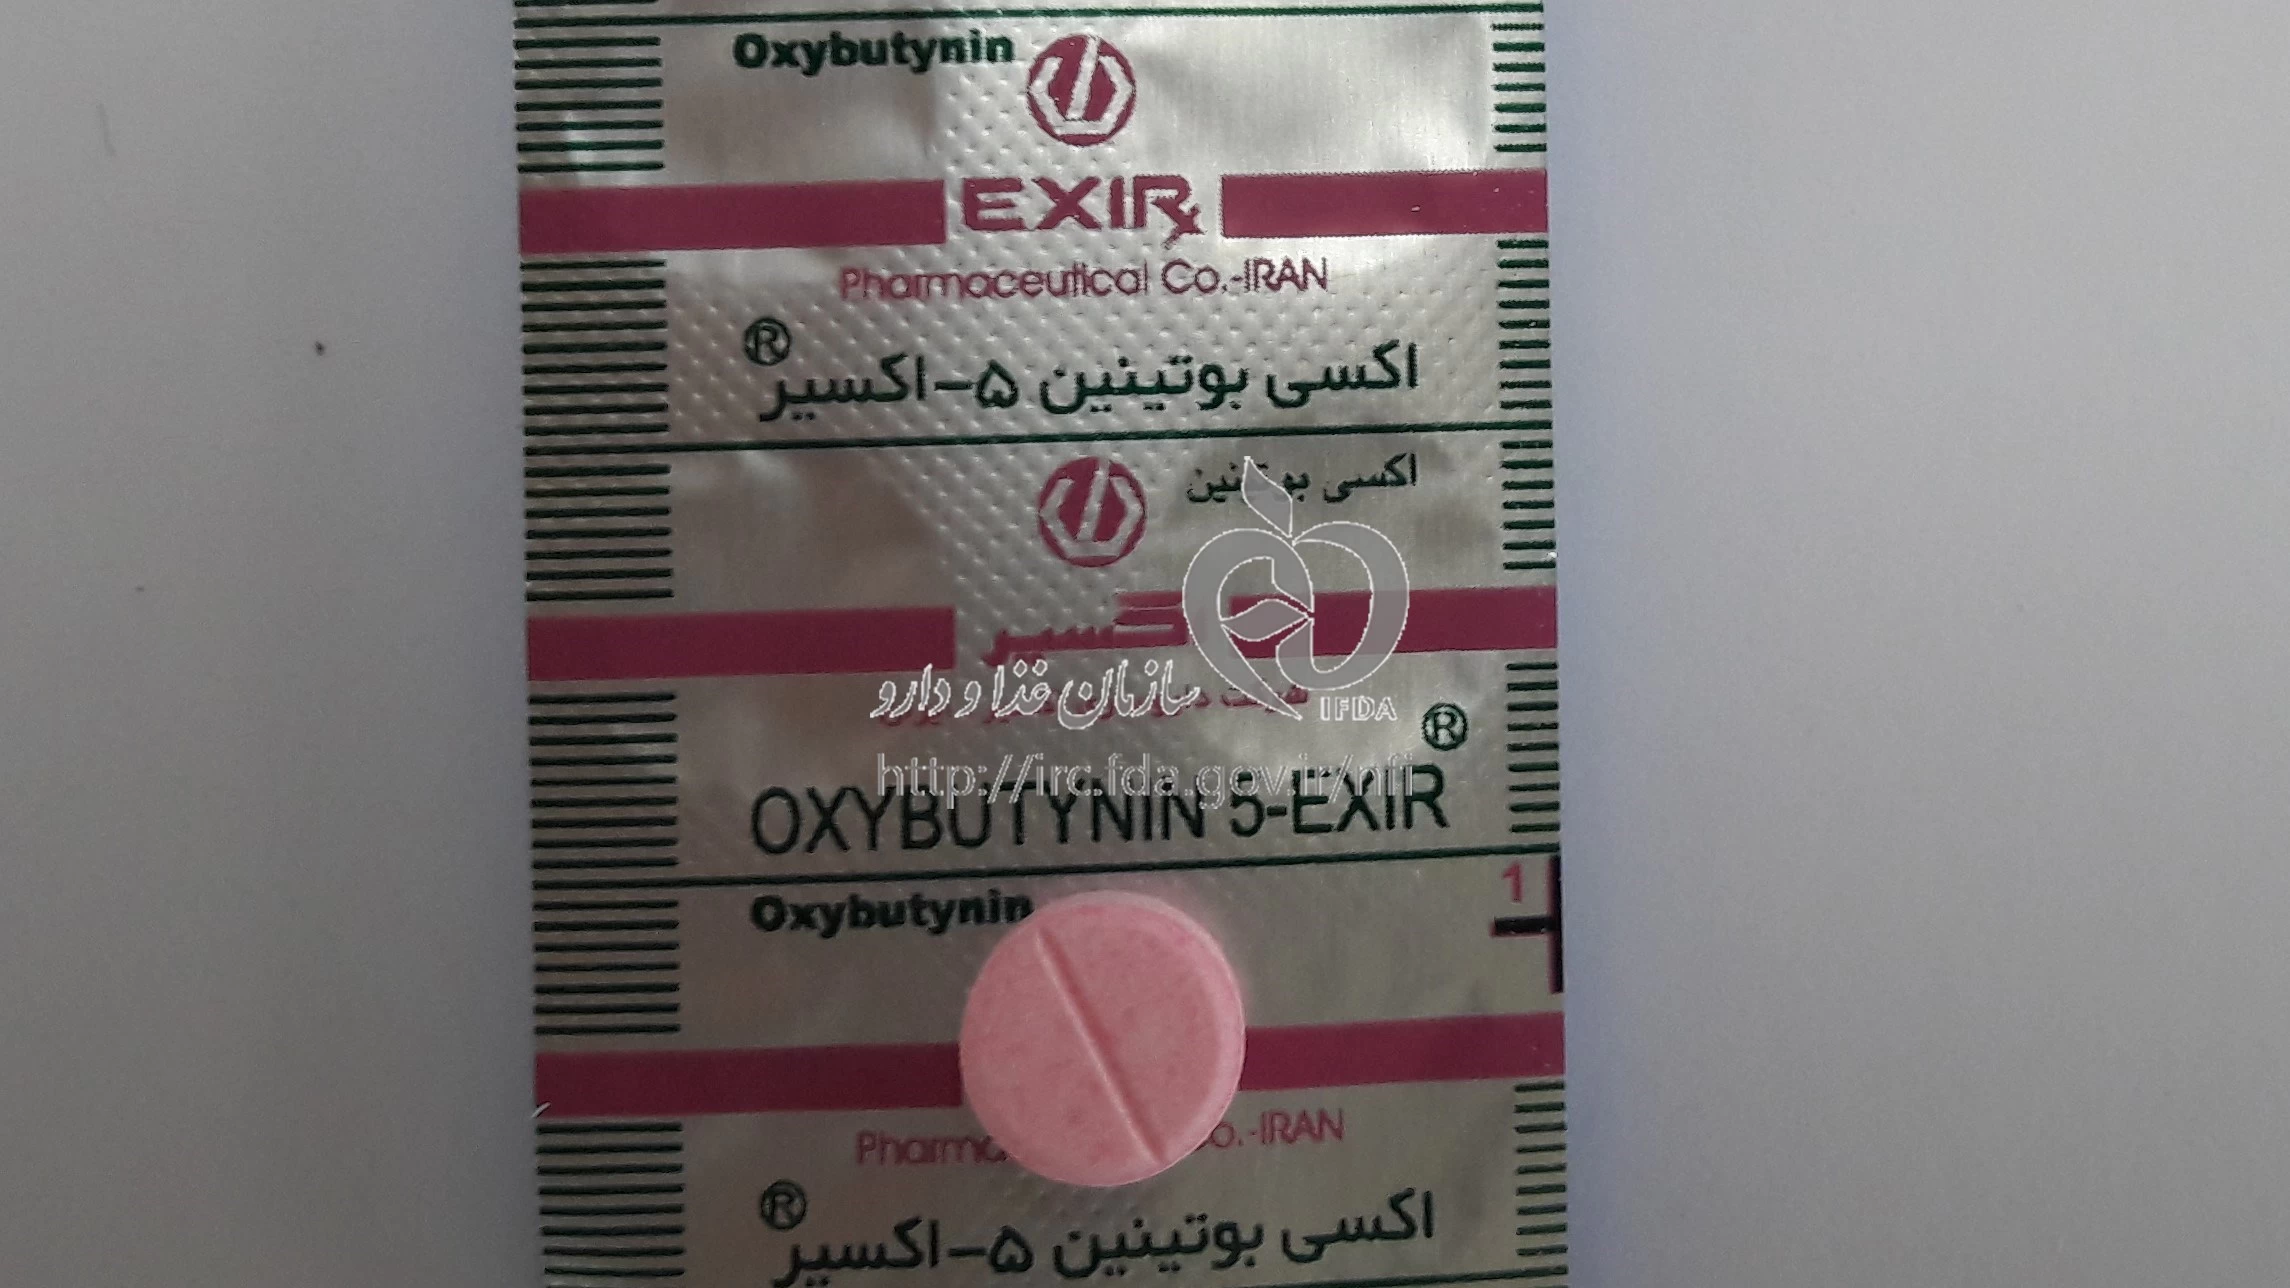 Oxybutynin
EXIR
Pharmaceutical Co.-IRAN
اکسی بوتینین ۵-اکسیر®
اکسی بوتینین
اکسیر
سازمان غذا و دارو
IFDA
http://irc.fda.gov.ir/nfi
OXYBUTYNIN 5-EXIR®
Oxybutynin
1
Co.-IRAN
اکسی بوتینین ۵-اکسیر®